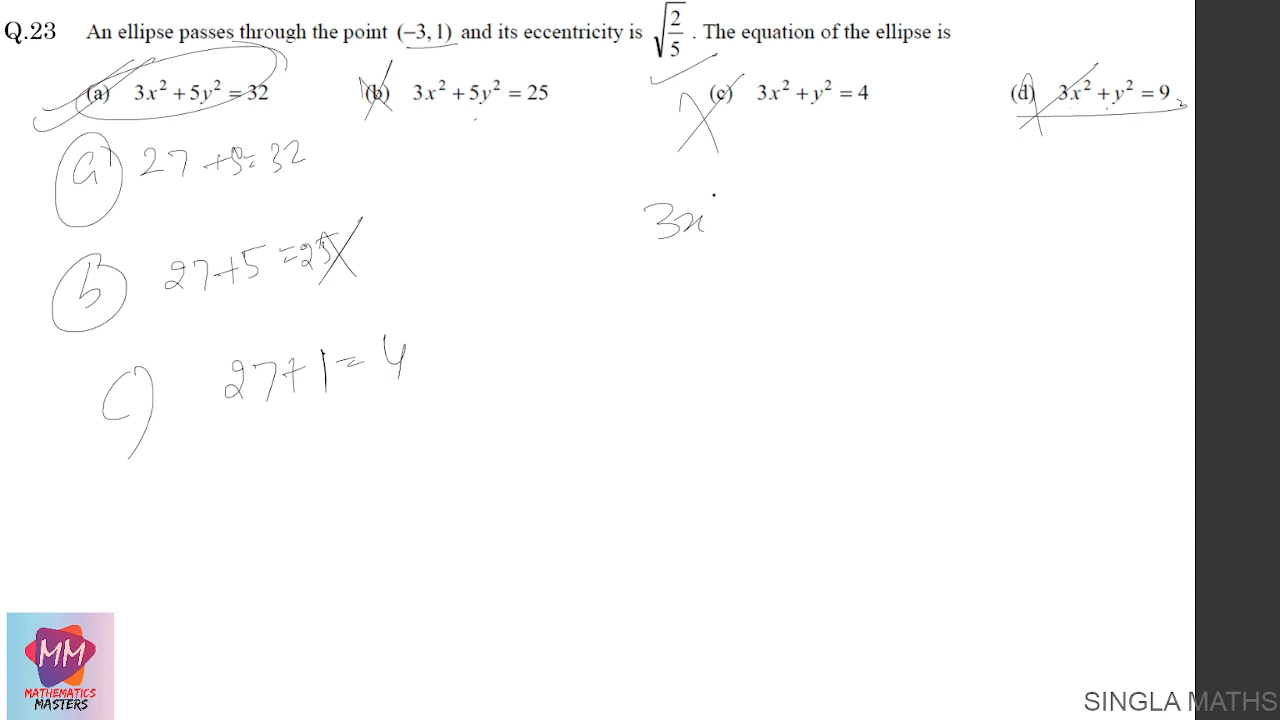 Q.23 An ellipse passes through the point (−3, 1) and its eccentricity is √(2/5) . The equation of the ellipse is
(a) 3x² + 5y² = 32 (b) 3x² + 5y² = 25 (c) 3x² + y² = 4 (d) 3x² + y² = 9
a) 27 + 5 = 32
b 27 + 5 = 25
3x
c) 27 + 1 = 4
MM
MATHEMATICS
MASTERS
SINGLA MATHS